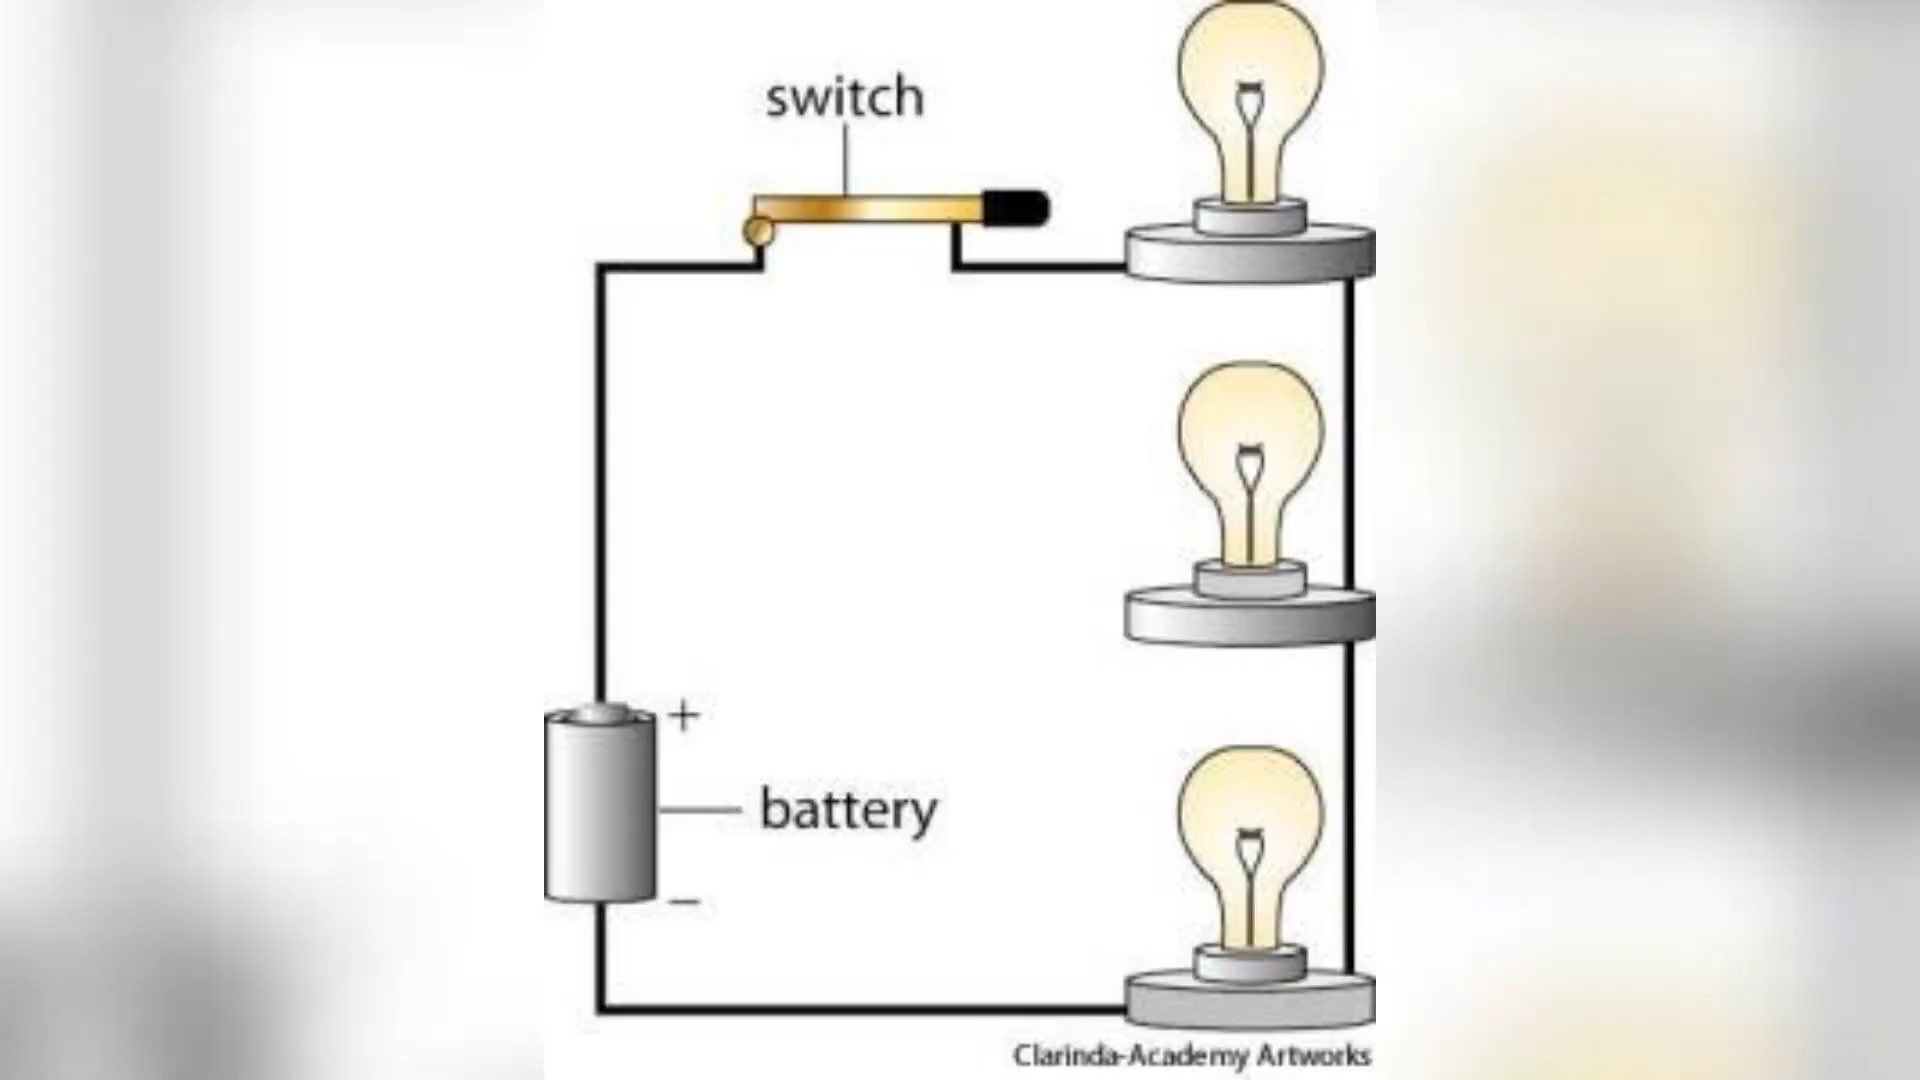 switch
+
battery
–
Clarinda-Academy Artworks